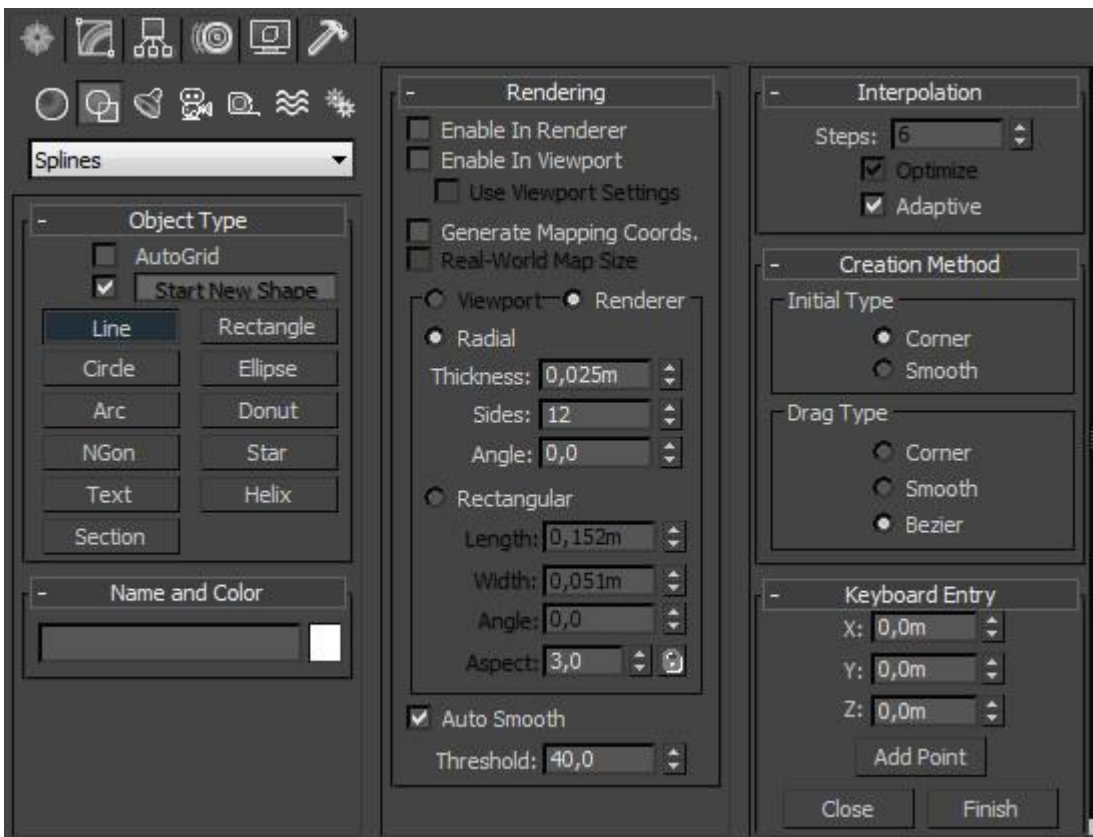 Splines
- Object Type
AutoGrid
Start New Shape
Line Rectangle
Circle Ellipse
Arc Donut
NGon Star
Text Helix
Section
- Name and Color
- Rendering
Enable In Renderer
Enable In Viewport
Use Viewport Settings
Generate Mapping Coords.
Real-World Map Size
Viewport Renderer
Radial
Thickness: 0,025m
Sides: 12
Angle: 0,0
Rectangular
Length: 0,152m
Width: 0,051m
Angle: 0,0
Aspect: 3,0
Auto Smooth
Threshold: 40,0
- Interpolation
Steps: 6
Optimize
Adaptive
- Creation Method
Initial Type
Corner
Smooth
Drag Type
Corner
Smooth
Bezier
- Keyboard Entry
X: 0,0m
Y: 0,0m
Z: 0,0m
Add Point
Close Finish